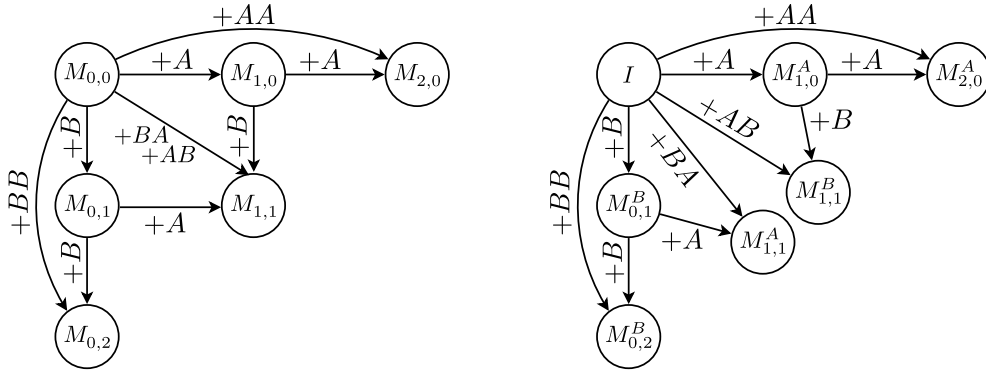 +AA
M_{0,0} +A M_{1,0} +A M_{2,0}
+B +BA +B
+AB
+BB M_{0,1} +A M_{1,1}
+B
M_{0,2}
+AA
I +A M^A_{1,0} +A M^A_{2,0}
+B +BA +AB +B
M^B_{1,1}
+BB M^B_{0,1} +A M^A_{1,1}
+B
M^B_{0,2}